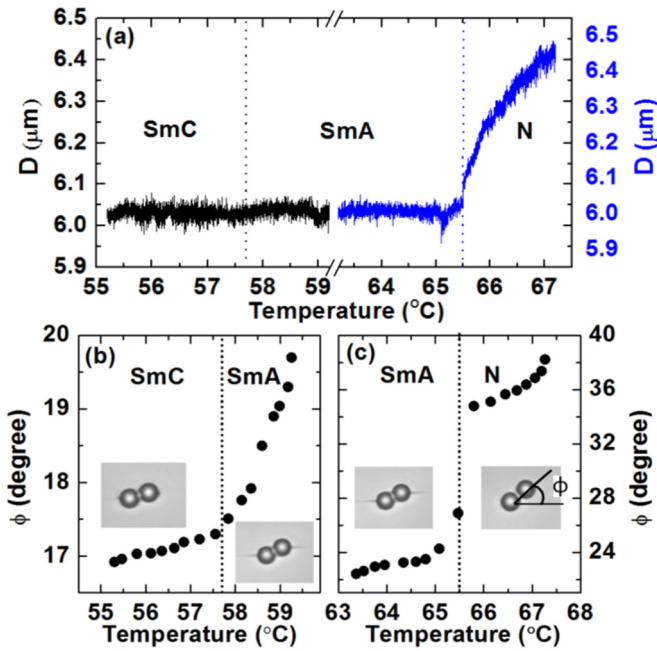 (a)
6.5
6.4
6.3
6.2
6.1
6.0
5.9
D (μm)
SmC
SmA
N
6.5
6.4
6.3
6.2
6.1
6.0
5.9
D (μm)
55 56 57 58 59 64 65 66 67
Temperature (°C)
(b)
20
19
18
17
ϕ (degree)
SmC
SmA
55 56 57 58 59
Temperature (°C)
(c)
SmA
N
ϕ
40
36
32
28
24
ϕ (degree)
63 64 65 66 67 68
Temperature (°C)